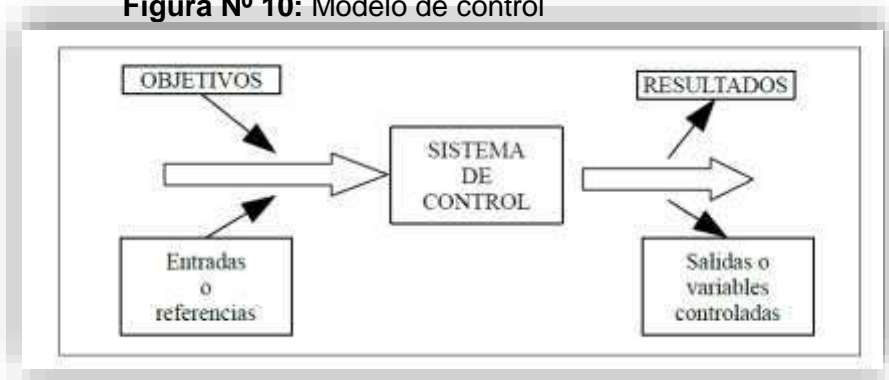 Figura Nº 10: Modelo de control
OBJETIVOS
RESULTADOS
SISTEMA
DE
CONTROL
Entradas
o
referencias
Salidas o
variables
controladas